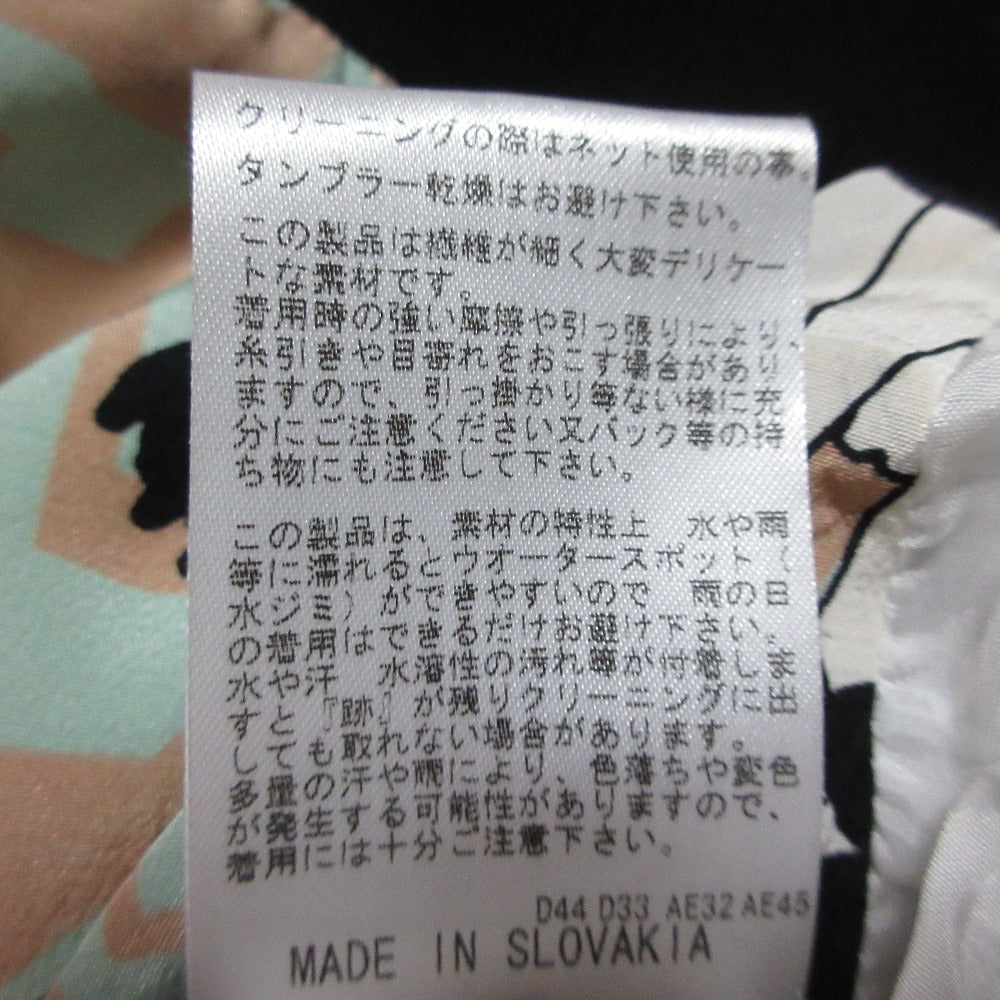 クリーニングの際はネット使用の事。
タンブラー乾燥はお避け下さい。
この製品は繊維が細く大変デリケー
トな素材です。
着用時の強い摩擦や引っ張りにより、
糸引きや目寄れをおこす場合があり
ますので、引っ掛かり等ない様に充
分にご注意ください又バック等の持
ち物にも注意して下さい。
この製品は、素材の特性上 水や雨
等に濡れるとウオータースポット(
水ジミ)ができやすいので 雨の日
の着用はできるだけお避け下さい。
水や汗 水溶性の汚れ等が付着しま
すと『跡』が残りクリーニングに出
しても取れない場合があります。
多量の汗や雨により、色落ちや変色
が発生する可能性がありますので、
着用には十分ご注意下さい。
D44 D33 AE32 AE45
MADE IN SLOVAKIA